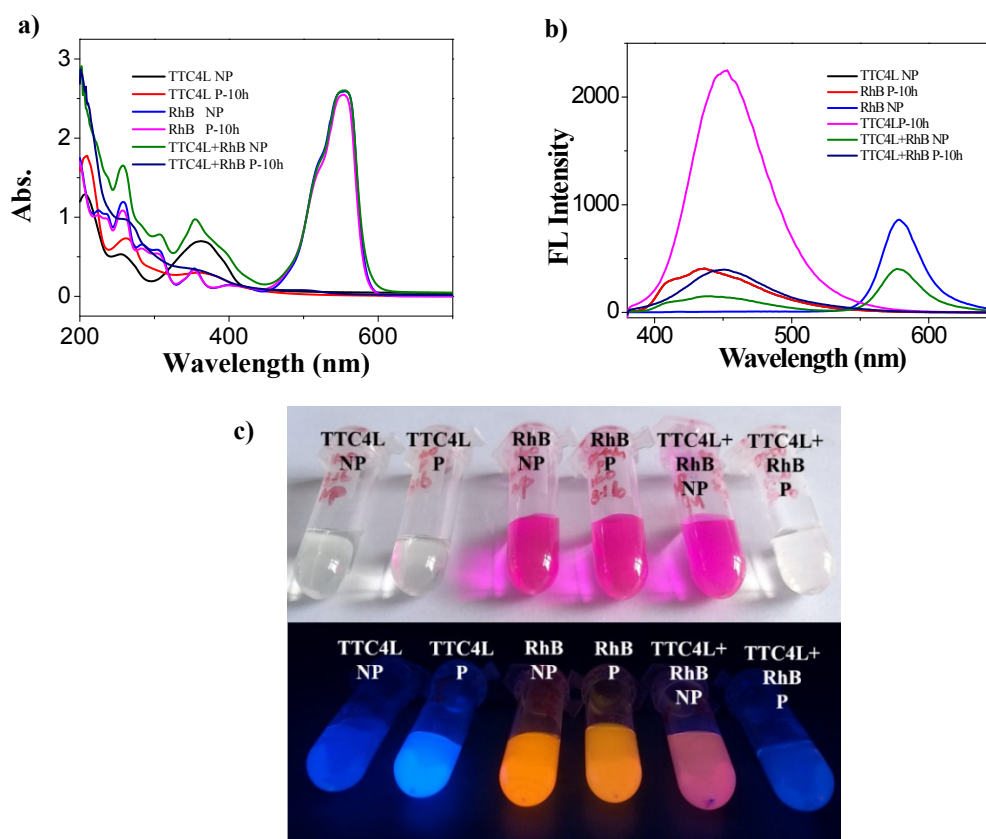 a)
3
2
1
0
200
400
600
Abs.
Wavelength (nm)
TTC4L NP
TTC4L P-10h
RhB NP
RhB P-10h
TTC4L+RhB NP
TTC4L+RhB P-10h
b)
2000
1000
0
400
500
600
FL Intensity
Wavelength (nm)
TTC4L NP
RhB P-10h
RhB NP
TTC4LP-10h
TTC4L+RhB NP
TTC4L+RhB P-10h
c)
TTC4L
NP
TTC4L
P
RhB
NP
RhB
P
TTC4L+
RhB
NP
TTC4L+
RhB
P
TTC4L
NP
TTC4L
P
RhB
NP
RhB
P
TTC4L+
RhB
NP
TTC4L+
RhB
P